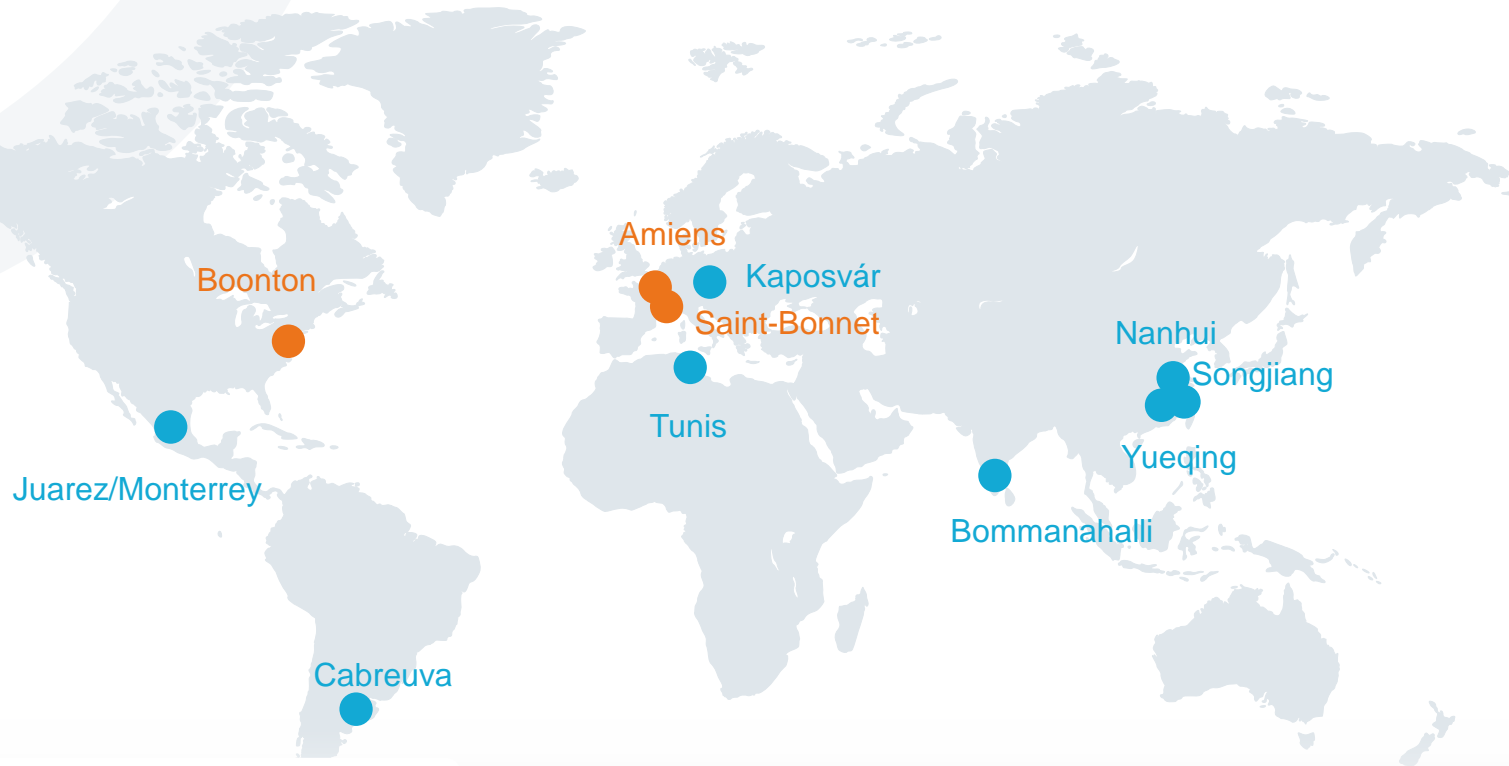 Amiens
Boonton
Kaposvár
Saint-Bonnet
Nanhui
Songjiang
Tunis
Yueqing
Juarez/Monterrey
Bommanahalli
Cabreuva